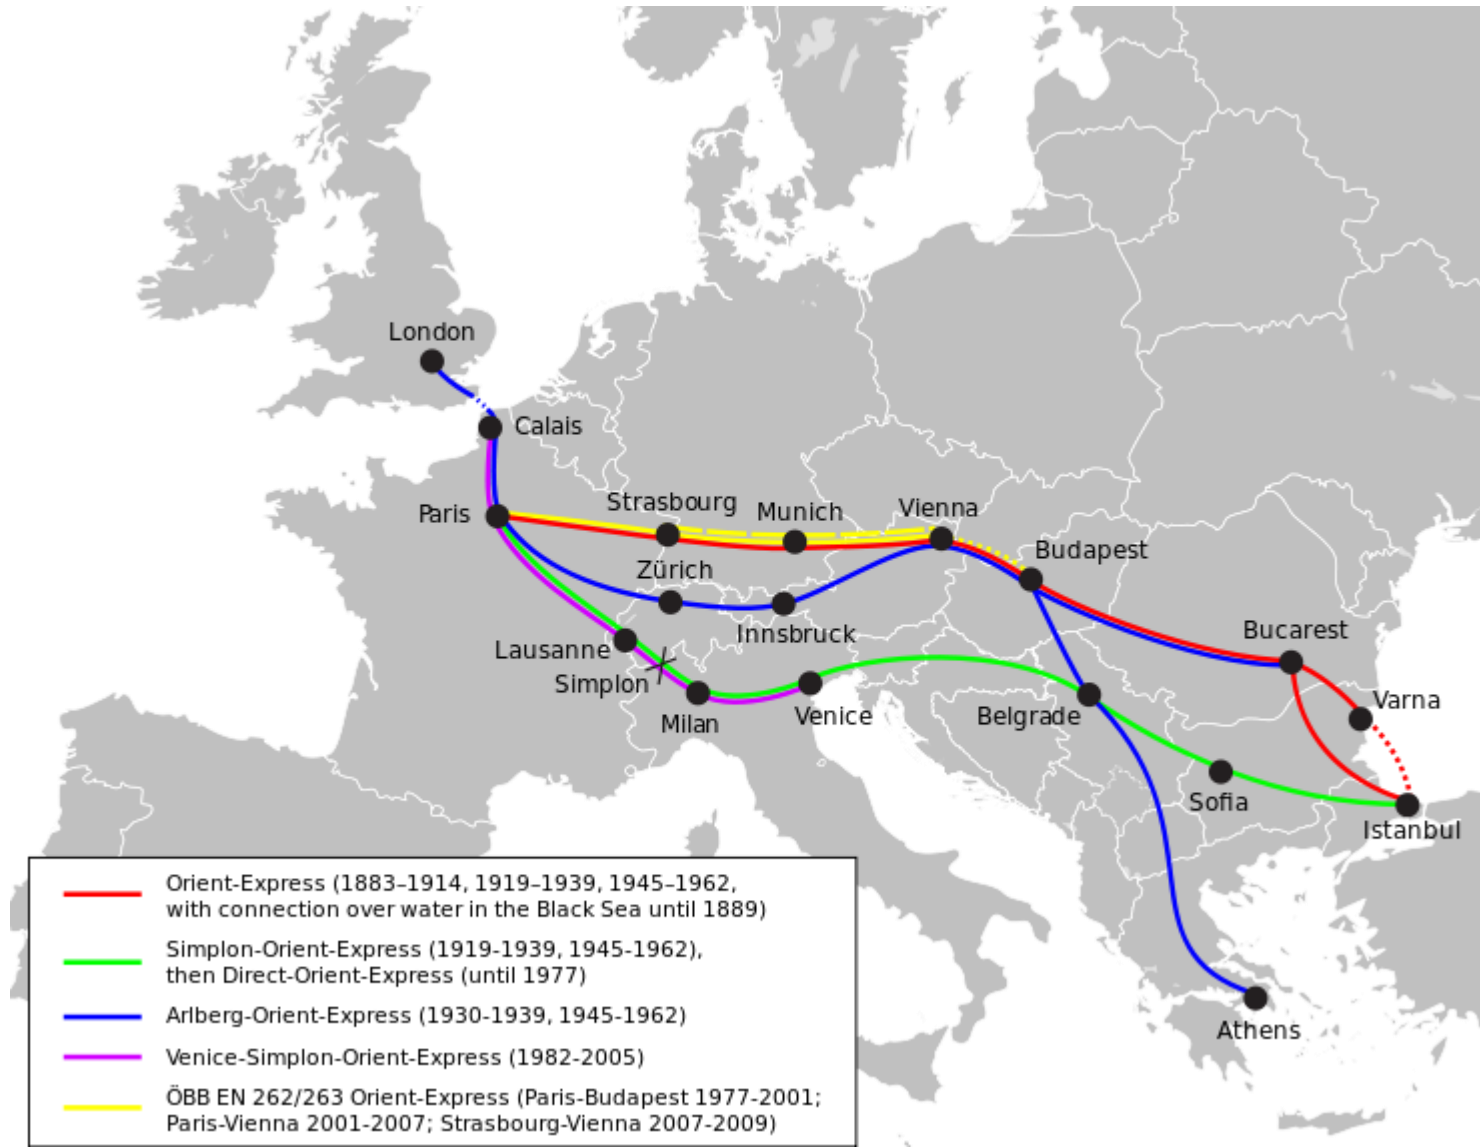 London
Calais
Paris
Strasbourg
Munich
Vienna
Budapest
Zürich
Innsbruck
Lausanne
Simplon
Milan
Venice
Belgrade
Bucarest
Varna
Sofia
Istanbul
Athens
Orient-Express (1883–1914, 1919–1939, 1945–1962,
with connection over water in the Black Sea until 1889)
Simplon-Orient-Express (1919-1939, 1945-1962),
then Direct-Orient-Express (until 1977)
Arlberg-Orient-Express (1930-1939, 1945-1962)
Venice-Simplon-Orient-Express (1982-2005)
ÖBB EN 262/263 Orient-Express (Paris-Budapest 1977-2001;
Paris-Vienna 2001-2007; Strasbourg-Vienna 2007-2009)